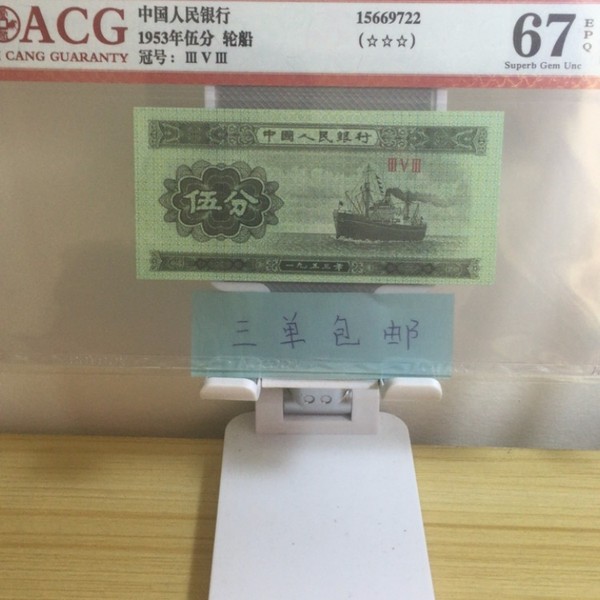 ACG
CANG GUARANTY
中国人民银行
1953年伍分 轮船
冠号：ⅢⅤⅢ
15669722
(☆☆☆)
67
EPQ
Superb Gem Unc
中國人民銀行
ⅢⅤⅢ
伍分
一九五三年
三单包邮